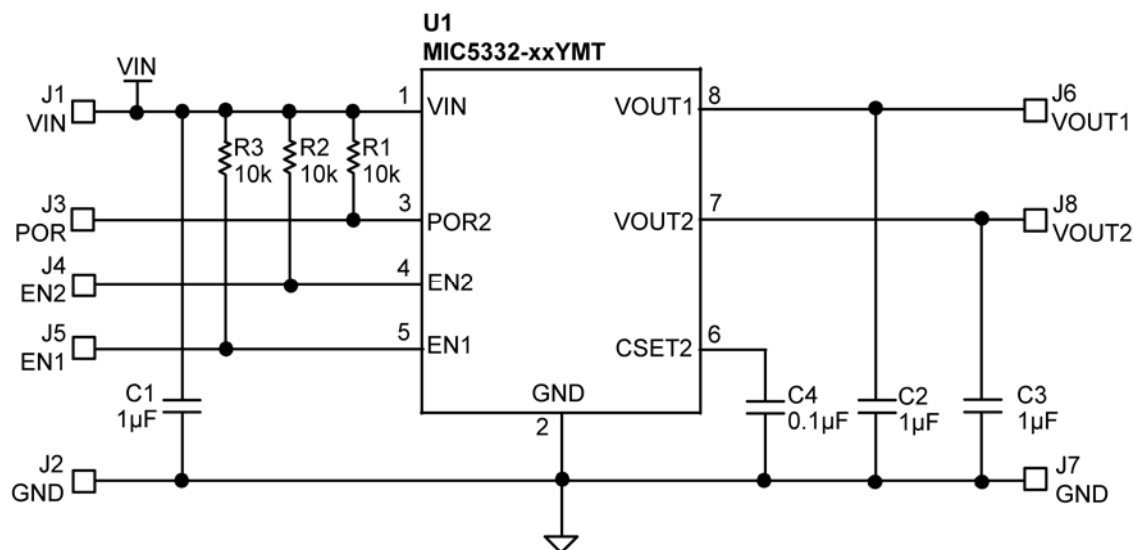 U1
MIC5332-xxYMT
VIN
J1
VIN
1
VIN
VOUT1
8
J6
VOUT1
R3
10k
R2
10k
R1
10k
J3
POR
3
POR2
VOUT2
7
J8
VOUT2
J4
EN2
4
EN2
J5
EN1
5
EN1
CSET2
6
C1
1µF
GND
2
C4
0.1µF
C2
1µF
C3
1µF
J2
GND
J7
GND